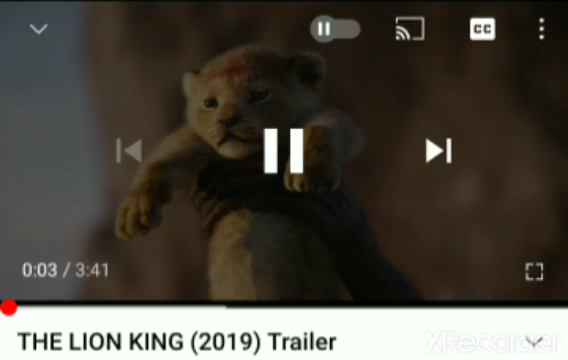 CC
0:03 / 3:41
THE LION KING (2019) Trailer
XRecorder